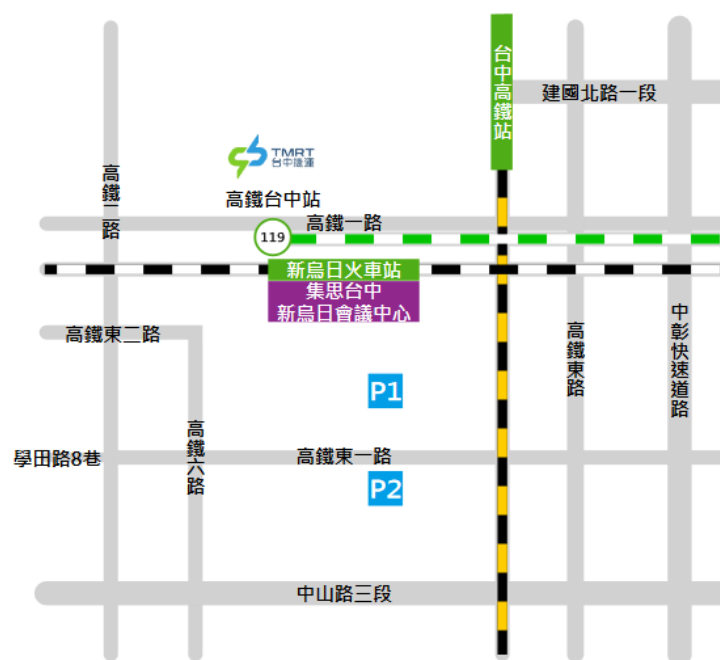 台中高鐵站
建國北路一段
TMRT
台中捷運
高鐵二路
高鐵台中站
高鐵一路
119
新烏日火車站
集思台中
新烏日會議中心
高鐵東二路
高鐵東路
中彰快速道路
P1
高鐵六路
學田路8巷
高鐵東一路
P2
中山路三段